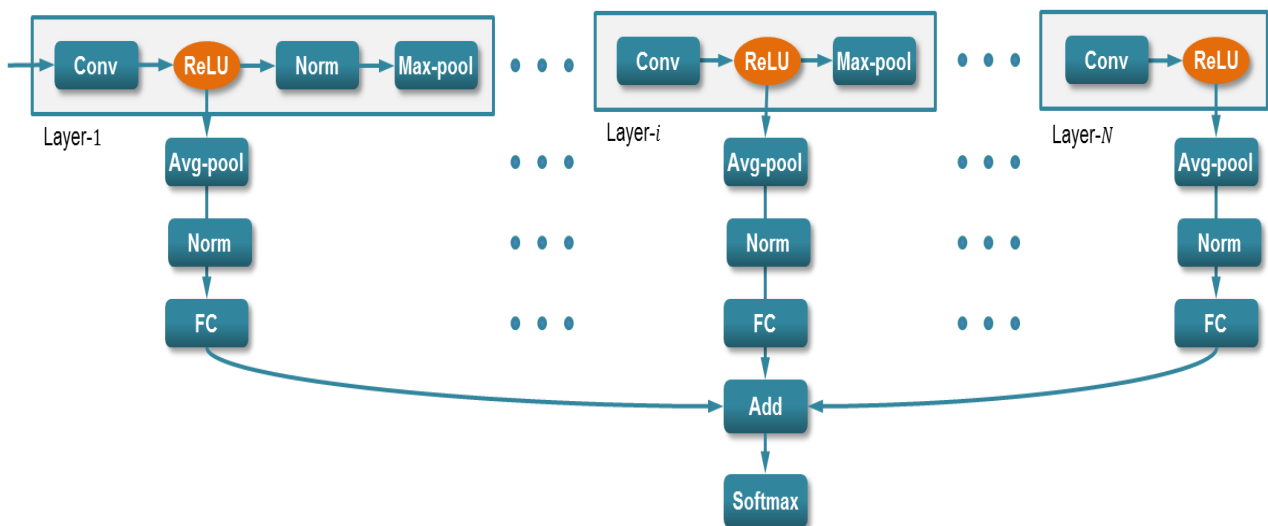 Conv ReLU Norm Max-pool Conv ReLU Max-pool Conv ReLU
Layer-1 Layer-i Layer-N
Avg-pool Avg-pool Avg-pool
Norm Norm Norm
FC FC FC
Add
Softmax